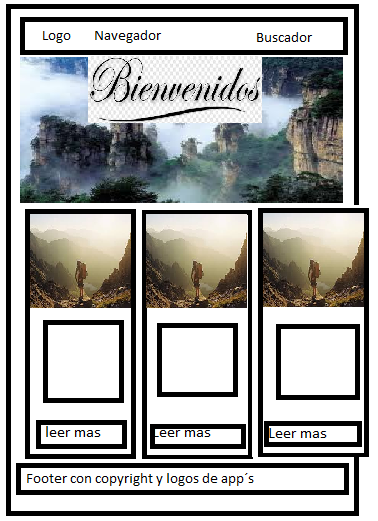 Logo
Navegador
Buscador
Bienvenidos
leer mas
Leer mas
Leer mas
Footer con copyright y logos de app´s